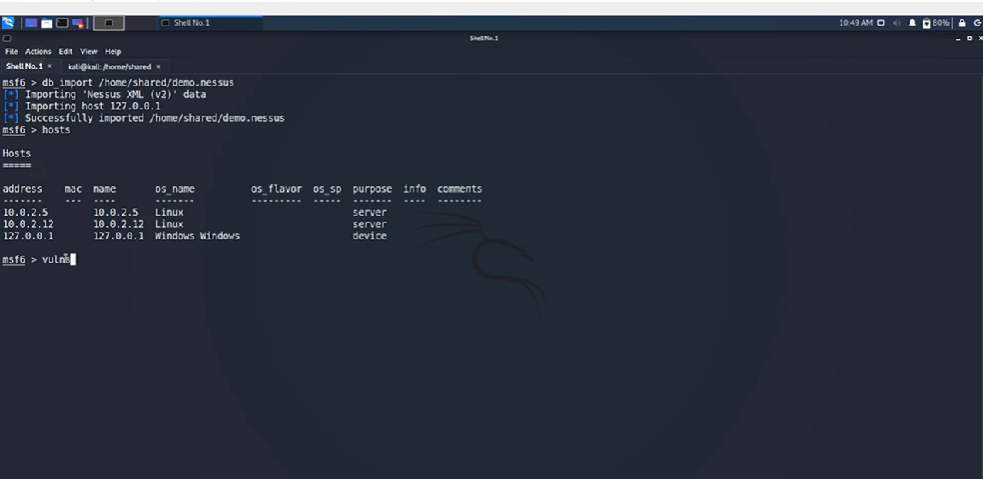 Shell No. 1
10:49 AM
80%
Shell No. 1
File Actions Edit View Help
Shell No. 1 × kali@kali: /home/shared ×
msf6 > db_import /home/shared/demo.nessus
[*] Importing 'Nessus XML (v2)' data
[*] Importing host 127.0.0.1
[*] Successfully imported /home/shared/demo.nessus
msf6 > hosts
Hosts
=====
address mac name os_name os_flavor os_sp purpose info comments
------- --- ---- ------- --------- ----- ------- ---- --------
10.0.2.5 10.0.2.5 Linux server
10.0.2.12 10.0.2.12 Linux server
127.0.0.1 127.0.0.1 Windows Windows device
msf6 > vulns